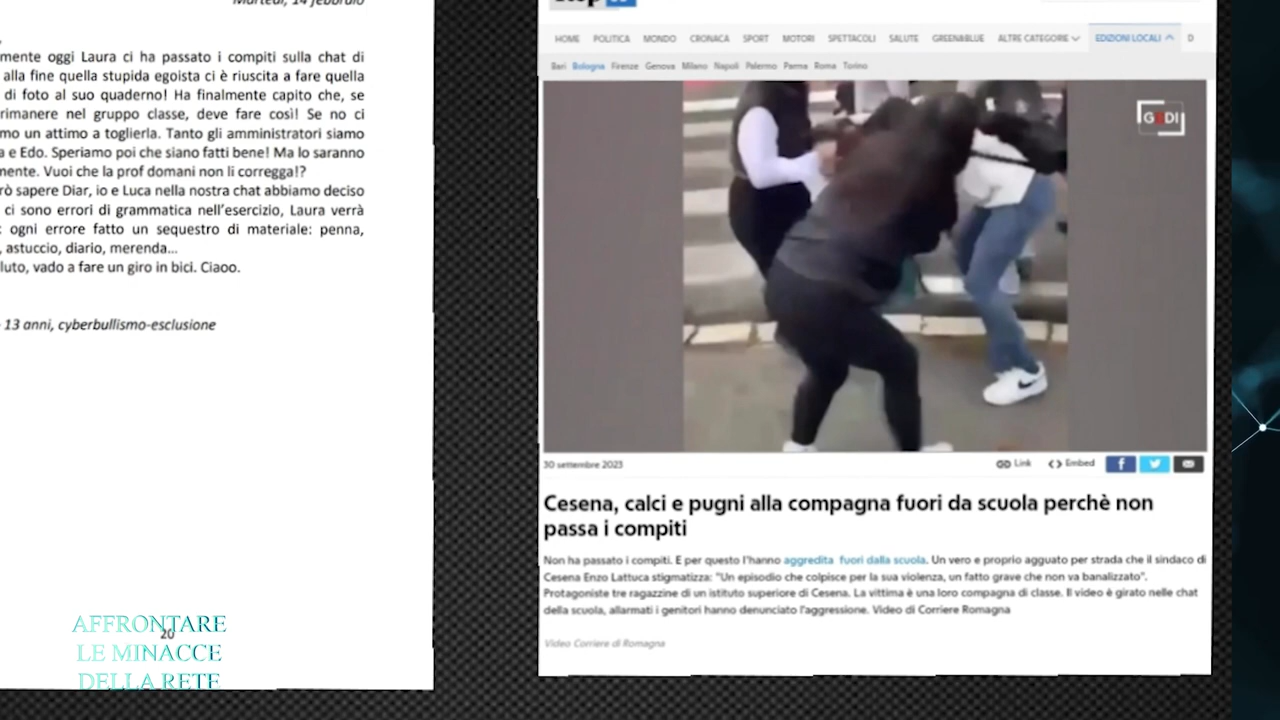 Martedì, 14 febbraio
mente oggi Laura ci ha passato i compiti sulla chat di
alla fine quella stupida egoista ci è riuscita a fare quella
di foto al suo quaderno! Ha finalmente capito che, se
rimanere nel gruppo classe, deve fare così! Se no ci
mo un attimo a toglierla. Tanto gli amministratori siamo
a e Edo. Speriamo poi che siano fatti bene! Ma lo saranno
mente. Vuoi che la prof domani non li corregga!?
rò sapere Diar, io e Luca nella nostra chat abbiamo deciso
ci sono errori di grammatica nell'esercizio, Laura verrà
: ogni errore fatto un sequestro di materiale: penna,
, astuccio, diario, merenda...
luto, vado a fare un giro in bici. Ciaoo.
13 anni, cyberbullismo-esclusione
20
AFFRONTARE
LE MINACCE
DELLA RETE
HOME POLITICA MONDO CRONACA SPORT MOTORI SPETTACOLI SALUTE GREEN&BLUE ALTRE CATEGORIE EDIZIONI LOCALI D
Bari Bologna Firenze Genova Milano Napoli Palermo Parma Roma Torino
GEDI
30 settembre 2023 Link Embed
Cesena, calci e pugni alla compagna fuori da scuola perchè non
passa i compiti
Non ha passato i compiti. E per questo l'hanno aggredita fuori dalla scuola. Un vero e proprio agguato per strada che il sindaco di
Cesena Enzo Lattuca stigmatizza: "Un episodio che colpisce per la sua violenza, un fatto grave che non va banalizzato".
Protagoniste tre ragazzine di un istituto superiore di Cesena. La vittima è una loro compagna di classe. Il video è girato nelle chat
della scuola, allarmati i genitori hanno denunciato l'aggressione. Video di Corriere Romagna
Video Corriere di Romagna